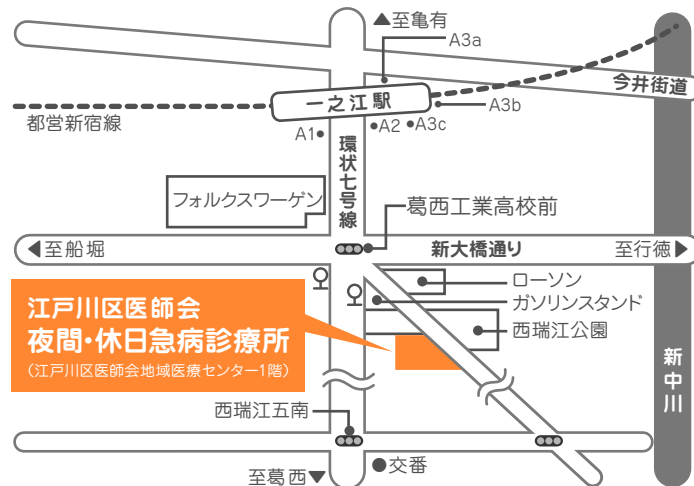 ▲至亀有
A3a
今井街道
一之江駅
A3b
都営新宿線
A1
A2
A3c
環状七号線
フォルクスワーゲン
葛西工業高校前
◀至船堀
新大橋通り
至行徳▶
ローソン
ガソリンスタンド
西瑞江公園
江戸川区医師会
夜間・休日急病診療所
(江戸川区医師会地域医療センター1階)
新中川
西瑞江五南
交番
至葛西▼